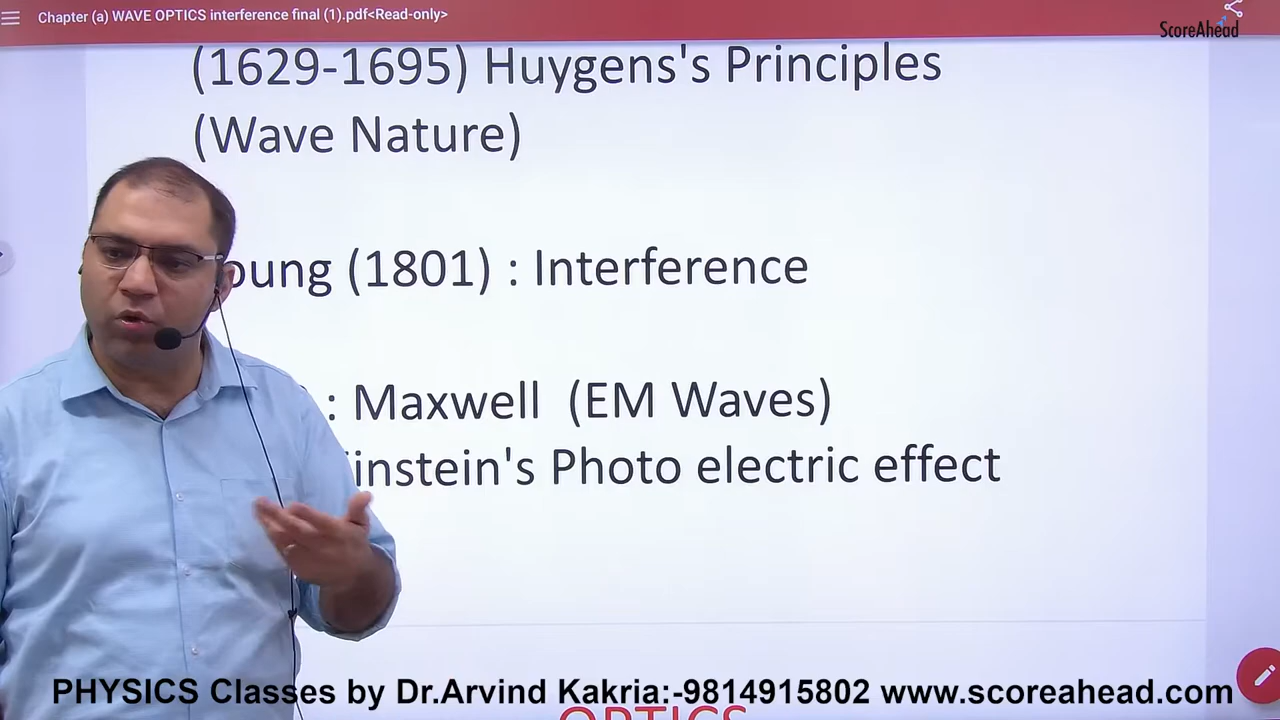 Chapter (a) WAVE OPTICS interference final (1).pdf<Read-only>
ScoreAhead
(1629-1695) Huygens's Principles
(Wave Nature)
oung (1801) : Interference
: Maxwell (EM Waves)
instein's Photo electric effect
PHYSICS Classes by Dr.Arvind Kakria:-9814915802 www.scoreahead.com
OPTICS